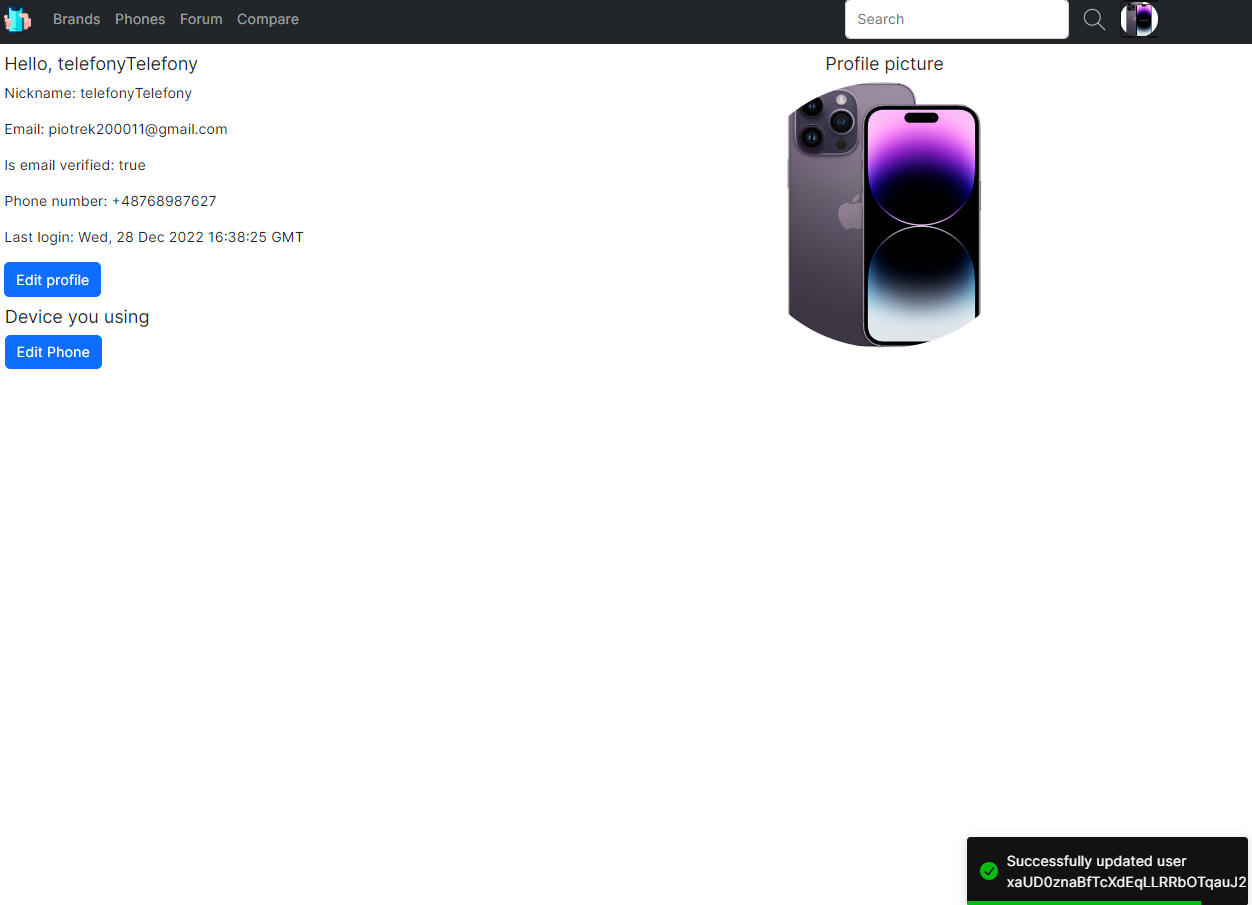 Brands Phones Forum Compare Search
Hello, telefonyTelefony
Nickname: telefonyTelefony
Email: piotrek200011@gmail.com
Is email verified: true
Phone number: +48768987627
Last login: Wed, 28 Dec 2022 16:38:25 GMT
Edit profile
Device you using
Edit Phone
Profile picture
Successfully updated user
xaUD0znaBfTcXdEqLLRRbOTqauJ2